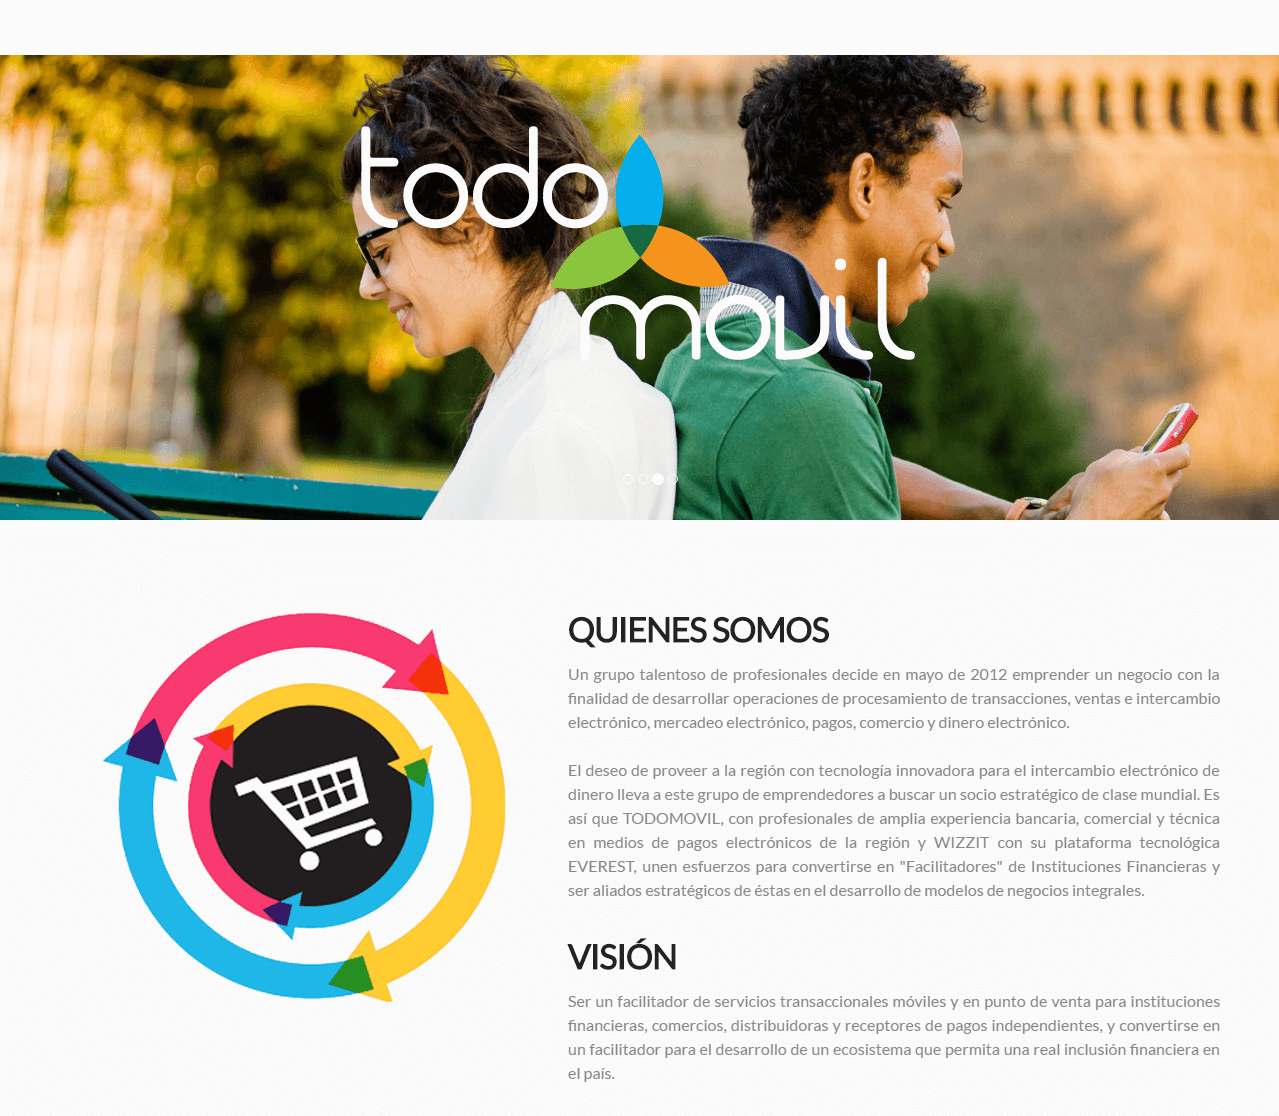 todo
movil
QUIENES SOMOS
Un grupo talentoso de profesionales decide en mayo de 2012 emprender un negocio con la
finalidad de desarrollar operaciones de procesamiento de transacciones, ventas e intercambio
electrónico, mercadeo electrónico, pagos, comercio y dinero electrónico.
El deseo de proveer a la región con tecnología innovadora para el intercambio electrónico de
dinero lleva a este grupo de emprendedores a buscar un socio estratégico de clase mundial. Es
así que TODOMOVIL, con profesionales de amplia experiencia bancaria, comercial y técnica
en medios de pagos electrónicos de la región y WIZZIT con su plataforma tecnológica
EVEREST, unen esfuerzos para convertirse en "Facilitadores" de Instituciones Financieras y
ser aliados estratégicos de éstas en el desarrollo de modelos de negocios integrales.
VISIÓN
Ser un facilitador de servicios transaccionales móviles y en punto de venta para instituciones
financieras, comercios, distribuidoras y receptores de pagos independientes, y convertirse en
un facilitador para el desarrollo de un ecosistema que permita una real inclusión financiera en
el país.